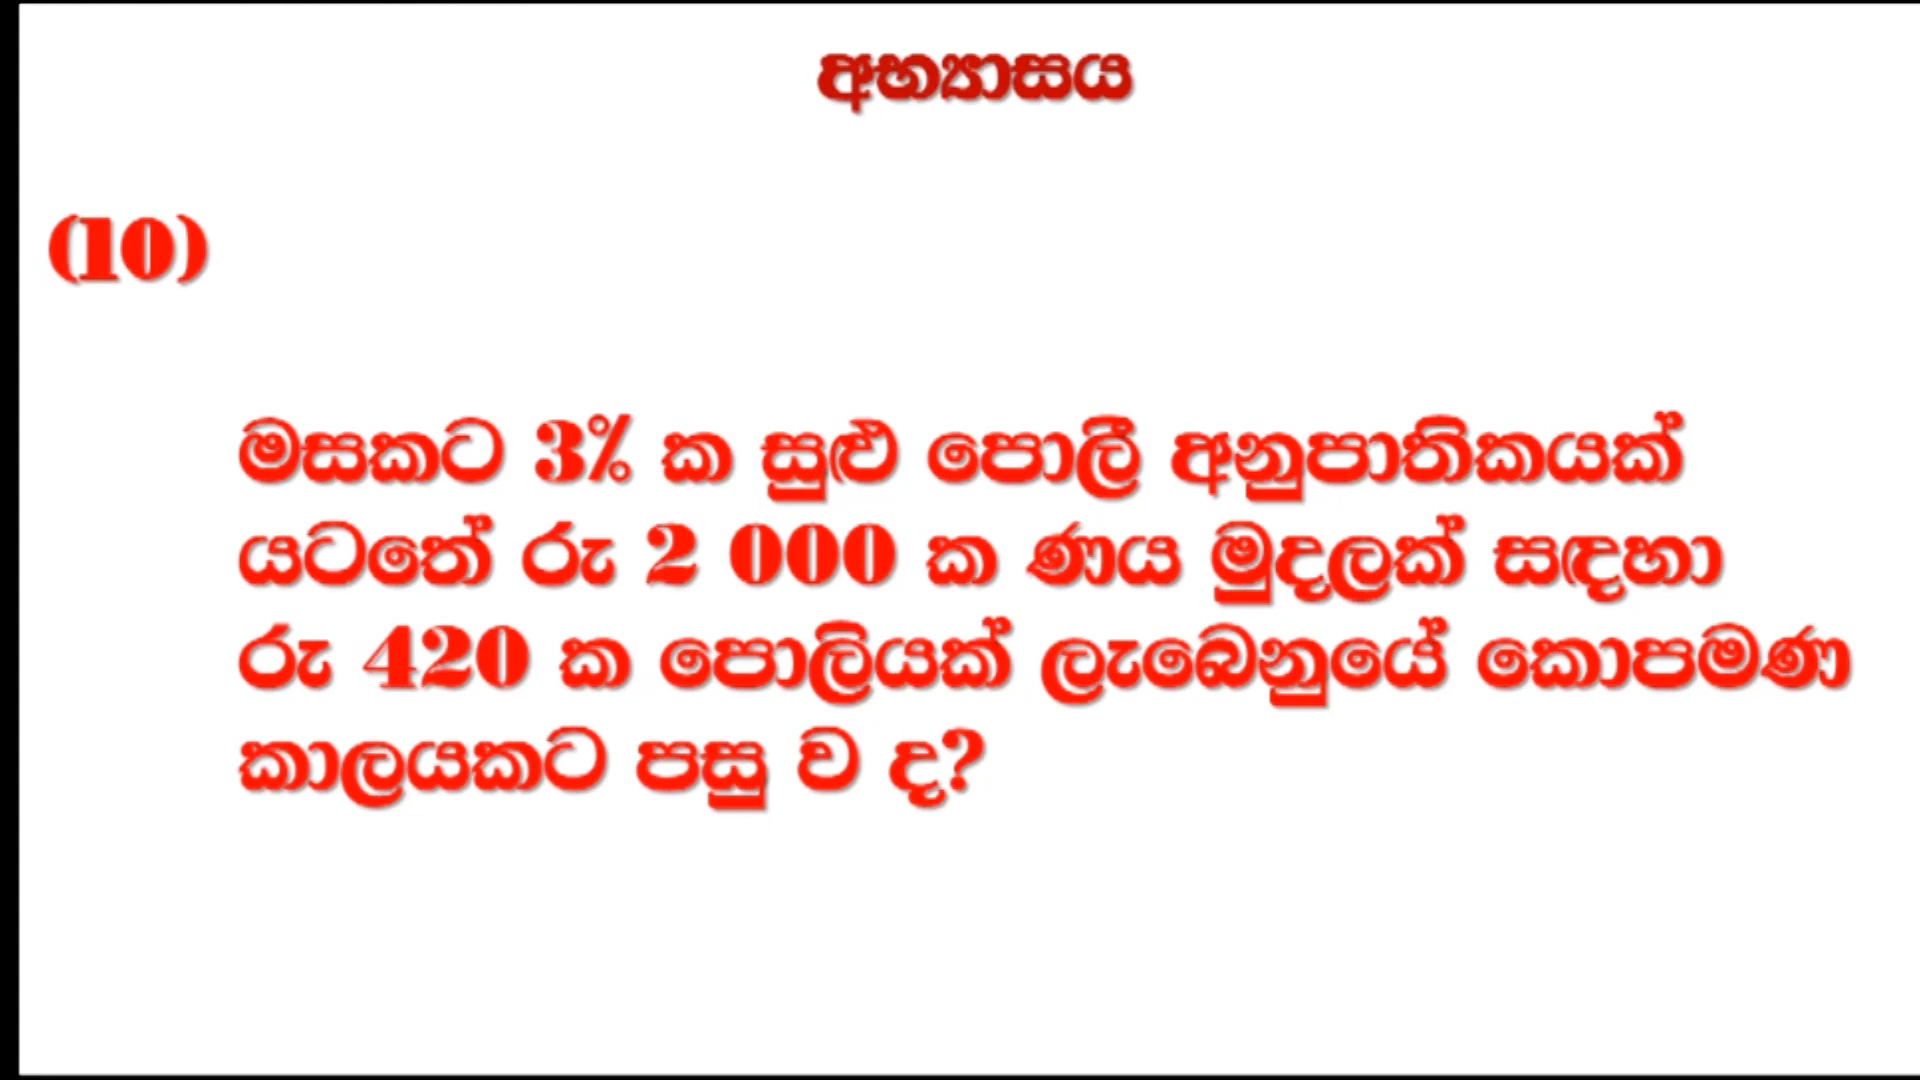 අභ්‍යාසය
(10)
මසකට 3% ක සුළු පොලී අනුපාතිකයක්
යටතේ රු 2 000 ක ණය මුදලක් සඳහා
රු 420 ක පොලියක් ලැබෙනුයේ කොපමණ
කාලයකට පසු ව ද?